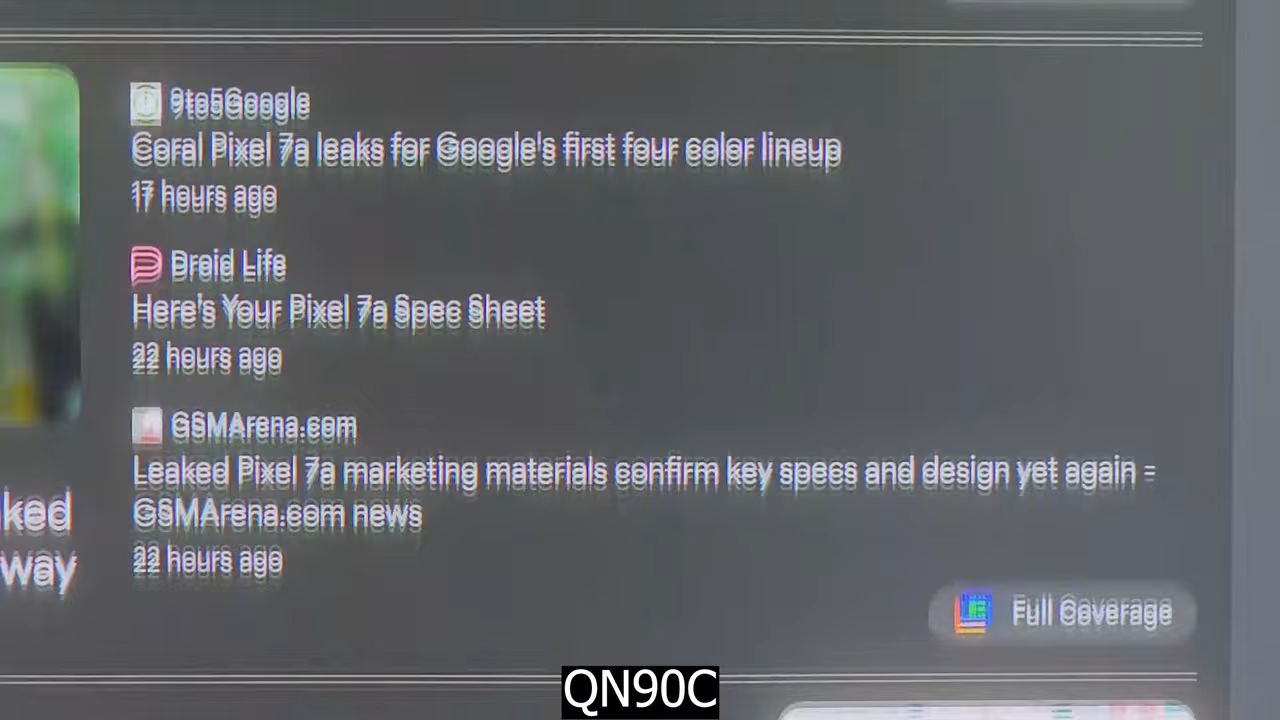 9to5Google
Coral Pixel 7a leaks for Google's first four color lineup
17 hours ago
Droid Life
Here's Your Pixel 7a Spec Sheet
22 hours ago
GSMArena.com
Leaked Pixel 7a marketing materials confirm key specs and design yet again -
GSMArena.com news
22 hours ago
ked
way
Full Coverage
QN90C